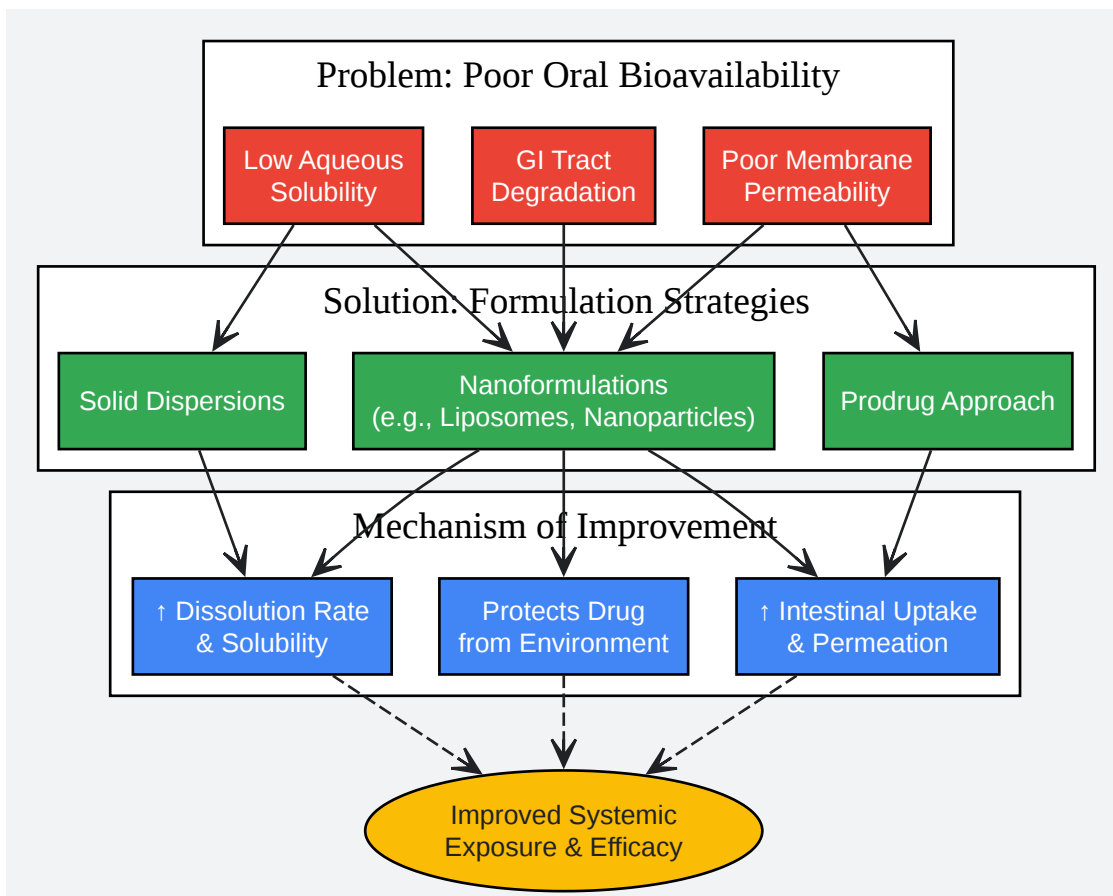 Problem: Poor Oral Bioavailability
Low Aqueous
Solubility
GI Tract
Degradation
Poor Membrane
Permeability
Solution: Formulation Strategies
Solid Dispersions
Nanoformulations
(e.g., Liposomes, Nanoparticles)
Prodrug Approach
Mechanism of Improvement
↑ Dissolution Rate
& Solubility
Protects Drug
from Environment
↑ Intestinal Uptake
& Permeation
Improved Systemic
Exposure & Efficacy